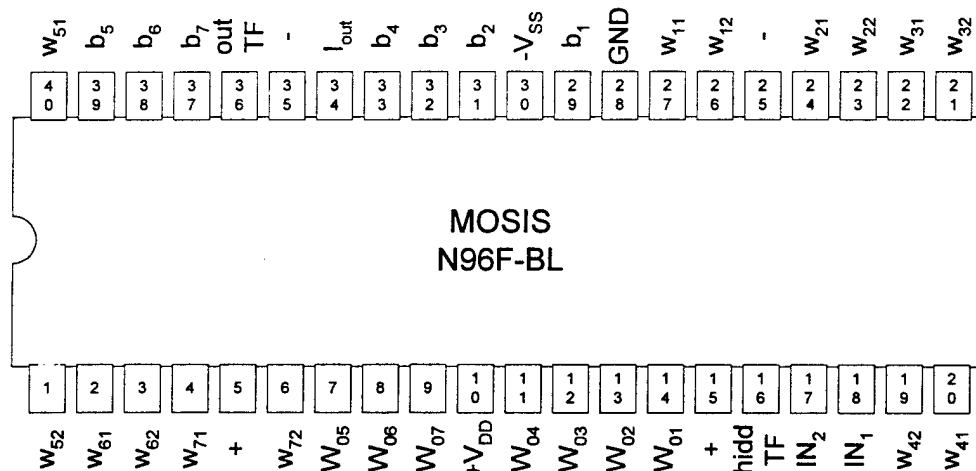 w51 b5 b6 b7 out TF - Iout b4 b3 b2 -VSS b1 GND w11 w12 - w21 w22 w31 w32
40 39 38 37 36 35 34 33 32 31 30 29 28 27 26 25 24 23 22 21
MOSIS
N96F-BL
1 2 3 4 5 6 7 8 9 10 11 12 13 14 15 16 17 18 19 20
w52 w61 w62 w71 + w72 W05 W06 W07 +VDD W04 W03 W02 W01 + hidd TF IN2 IN1 w42 w41